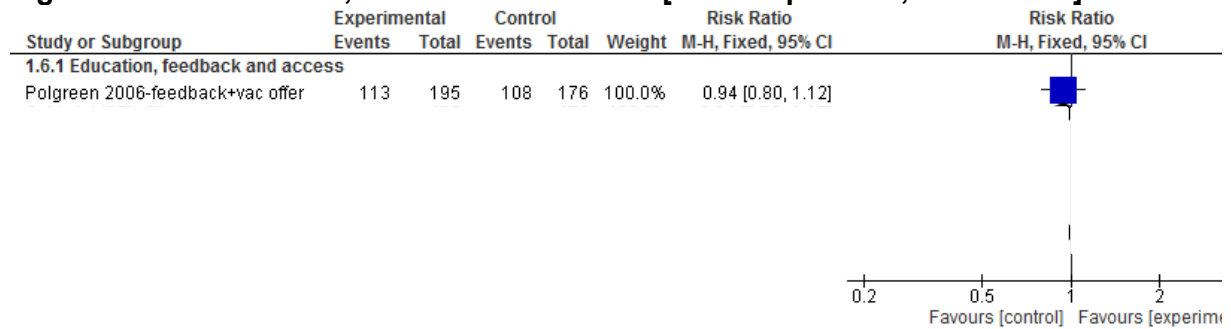 Experimental Control Risk Ratio Risk Ratio
Study or Subgroup Events Total Events Total Weight M-H, Fixed, 95% CI M-H, Fixed, 95% CI
1.6.1 Education, feedback and access
Polgreen 2006-feedback+vac offer 113 195 108 176 100.0% 0.94 [0.80, 1.12]
0.2 0.5 1 2
Favours [control] Favours [experime